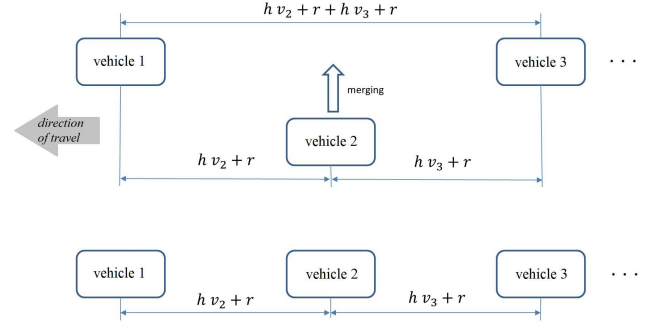 h v₂ + r + h v₃ + r
vehicle 1
vehicle 3
. . .
merging
direction
of travel
vehicle 2
h v₂ + r
h v₃ + r
vehicle 1
vehicle 2
vehicle 3
. . .
h v₂ + r
h v₃ + r